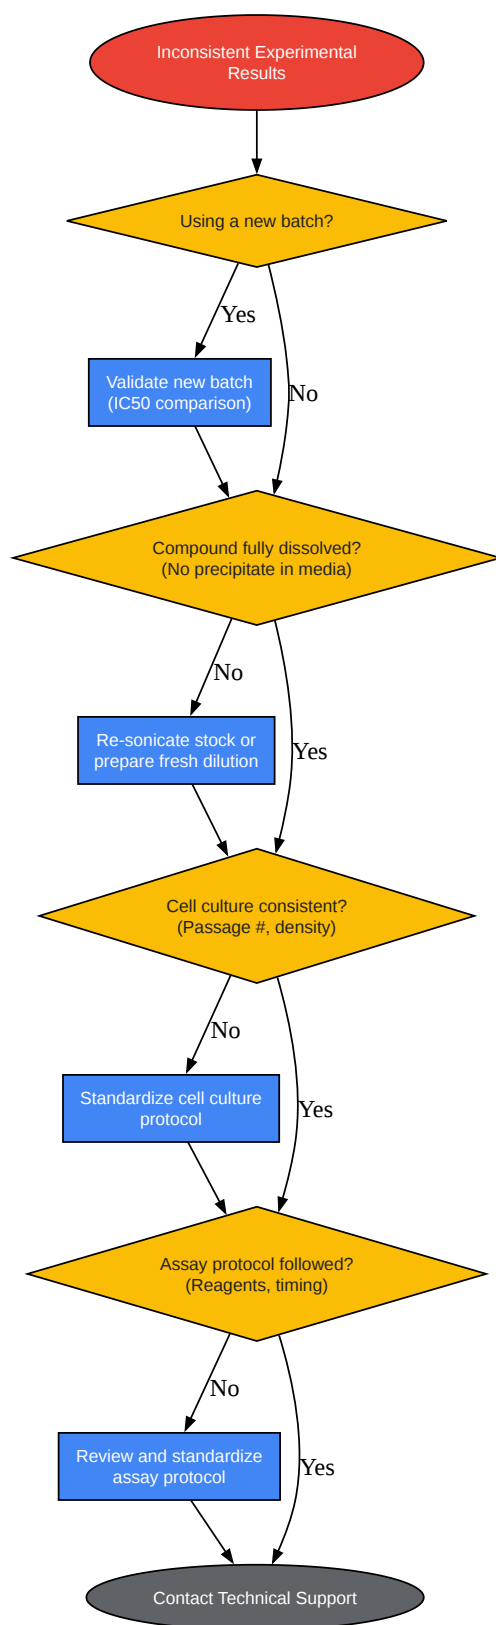 Inconsistent Experimental
Results
Using a new batch?
Yes
Validate new batch
(IC50 comparison)
No
Compound fully dissolved?
(No precipitate in media)
No
Re-sonicate stock or
prepare fresh dilution
Yes
Cell culture consistent?
(Passage #, density)
No
Standardize cell culture
protocol
Yes
Assay protocol followed?
(Reagents, timing)
No
Review and standardize
assay protocol
Yes
Contact Technical Support